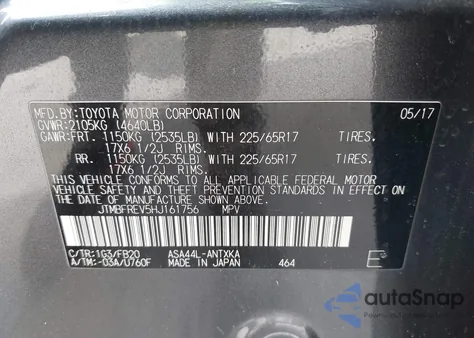 MFD.BY:TOYOTA MOTOR CORPORATION 05/17
GVWR:2105KG (4640LB)
GAWR:FRT. 1150KG (2535LB) WITH 225/65R17 TIRES.
17X6 1/2J RIMS.
RR. 1150KG (2535LB) WITH 225/65R17 TIRES.
17X6 1/2J RIMS.
THIS VEHICLE CONFORMS TO ALL APPLICABLE FEDERAL MOTOR
VEHICLE SAFETY AND BUMPER STANDARDS IN EFFECT ON THE
DATE OF MANUFACTURE SHOWN ABOVE.
JTMBFREV5HJ161756 MPV
C/TR:1G3/FB20 ASA44L-ANTXKA
A/TM:-03A/U760F MADE IN JAPAN 464 E
autoSnap